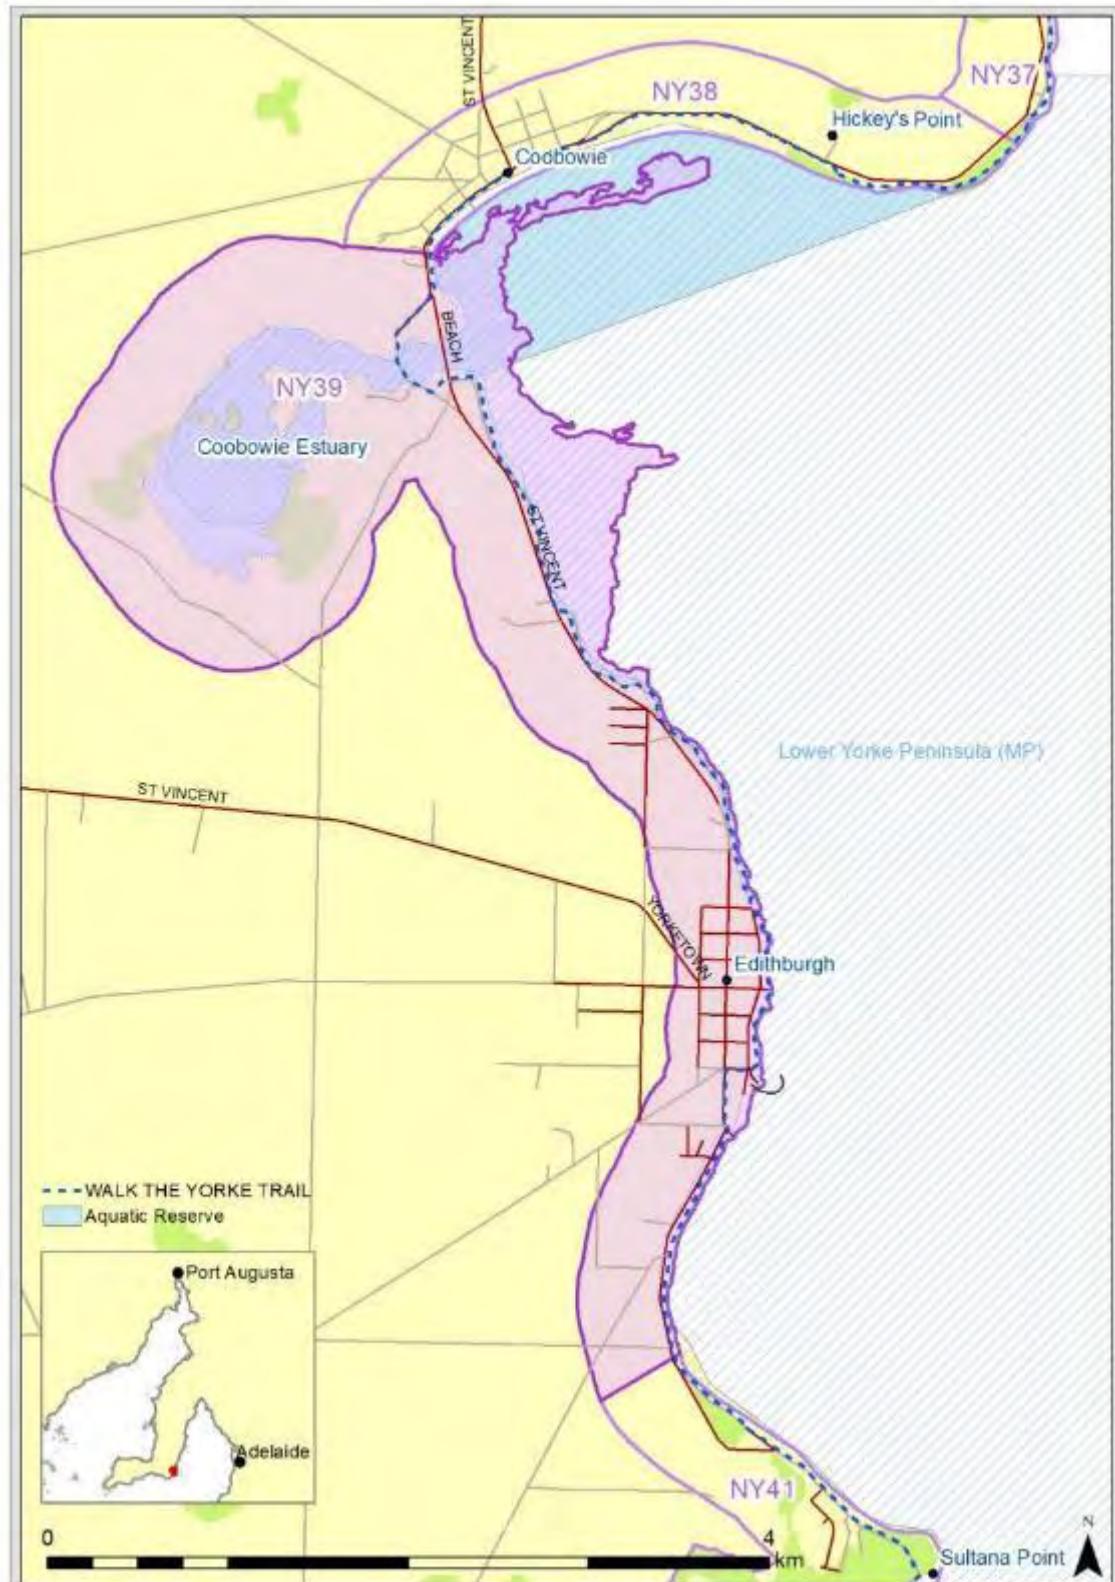 ST VINCENT
NY37
NY38
Hickey's Point
Coobowie
BEACH
NY39
Coobowie Estuary
ST VINCENT
Lower Yorke Peninsula (MP)
ST VINCENT
YORKETOWN
Edithburgh
WALK THE YORKE TRAIL
Aquatic Reserve
Port Augusta
Adelaide
NY41
0
4
km
N
Sultana Point